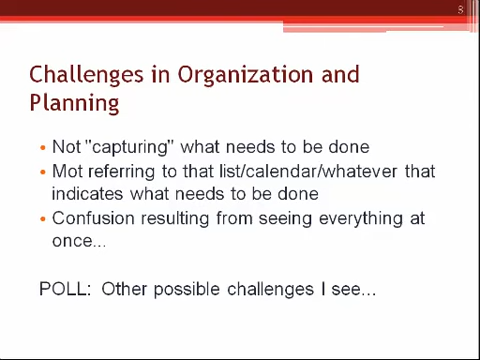 8
Challenges in Organization and
Planning
• Not "capturing" what needs to be done
• Mot referring to that list/calendar/whatever that
indicates what needs to be done
• Confusion resulting from seeing everything at
once...
POLL: Other possible challenges I see...